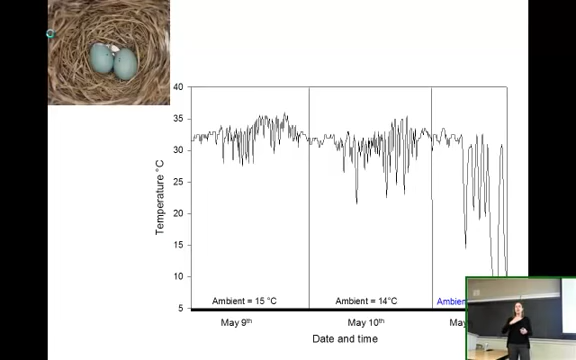 40
35
30
25
20
15
10
5
Temperature °C
Ambient = 15 °C
Ambient = 14°C
Ambient
May 9th
May 10th
Date and time